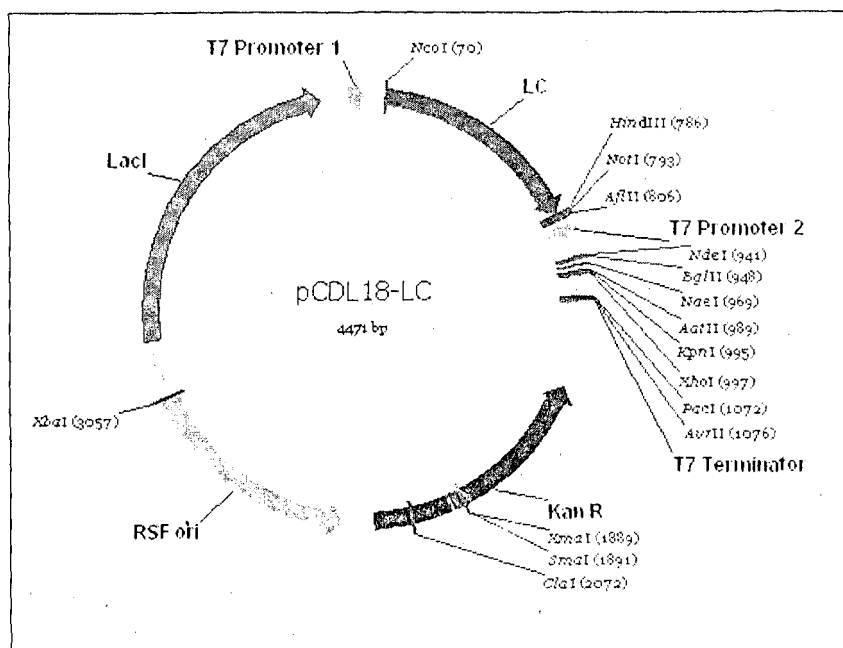 T7 Promoter 1
NcoI (70)
LC
HindIII (786)
NotI (793)
AflII (806)
T7 Promoter 2
NdeI (941)
BglII (948)
NaeI (969)
AatII (989)
KpnI (995)
XhoI (997)
PacI (1072)
AvrII (1076)
T7 Terminator
LacI
pCDL18-LC
4471 bp
XbaI (3057)
RSF ori
Kan R
XmaI (1889)
SmaI (1891)
ClaI (2072)